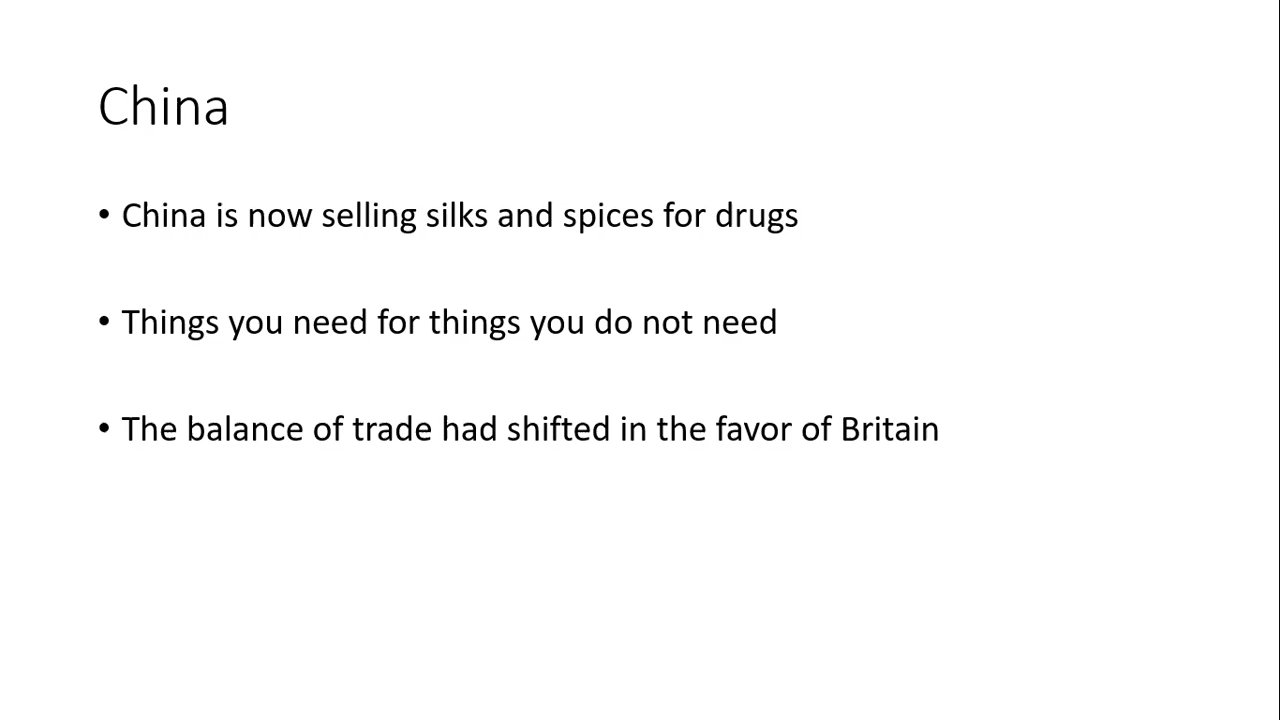 China
• China is now selling silks and spices for drugs
• Things you need for things you do not need
• The balance of trade had shifted in the favor of Britain